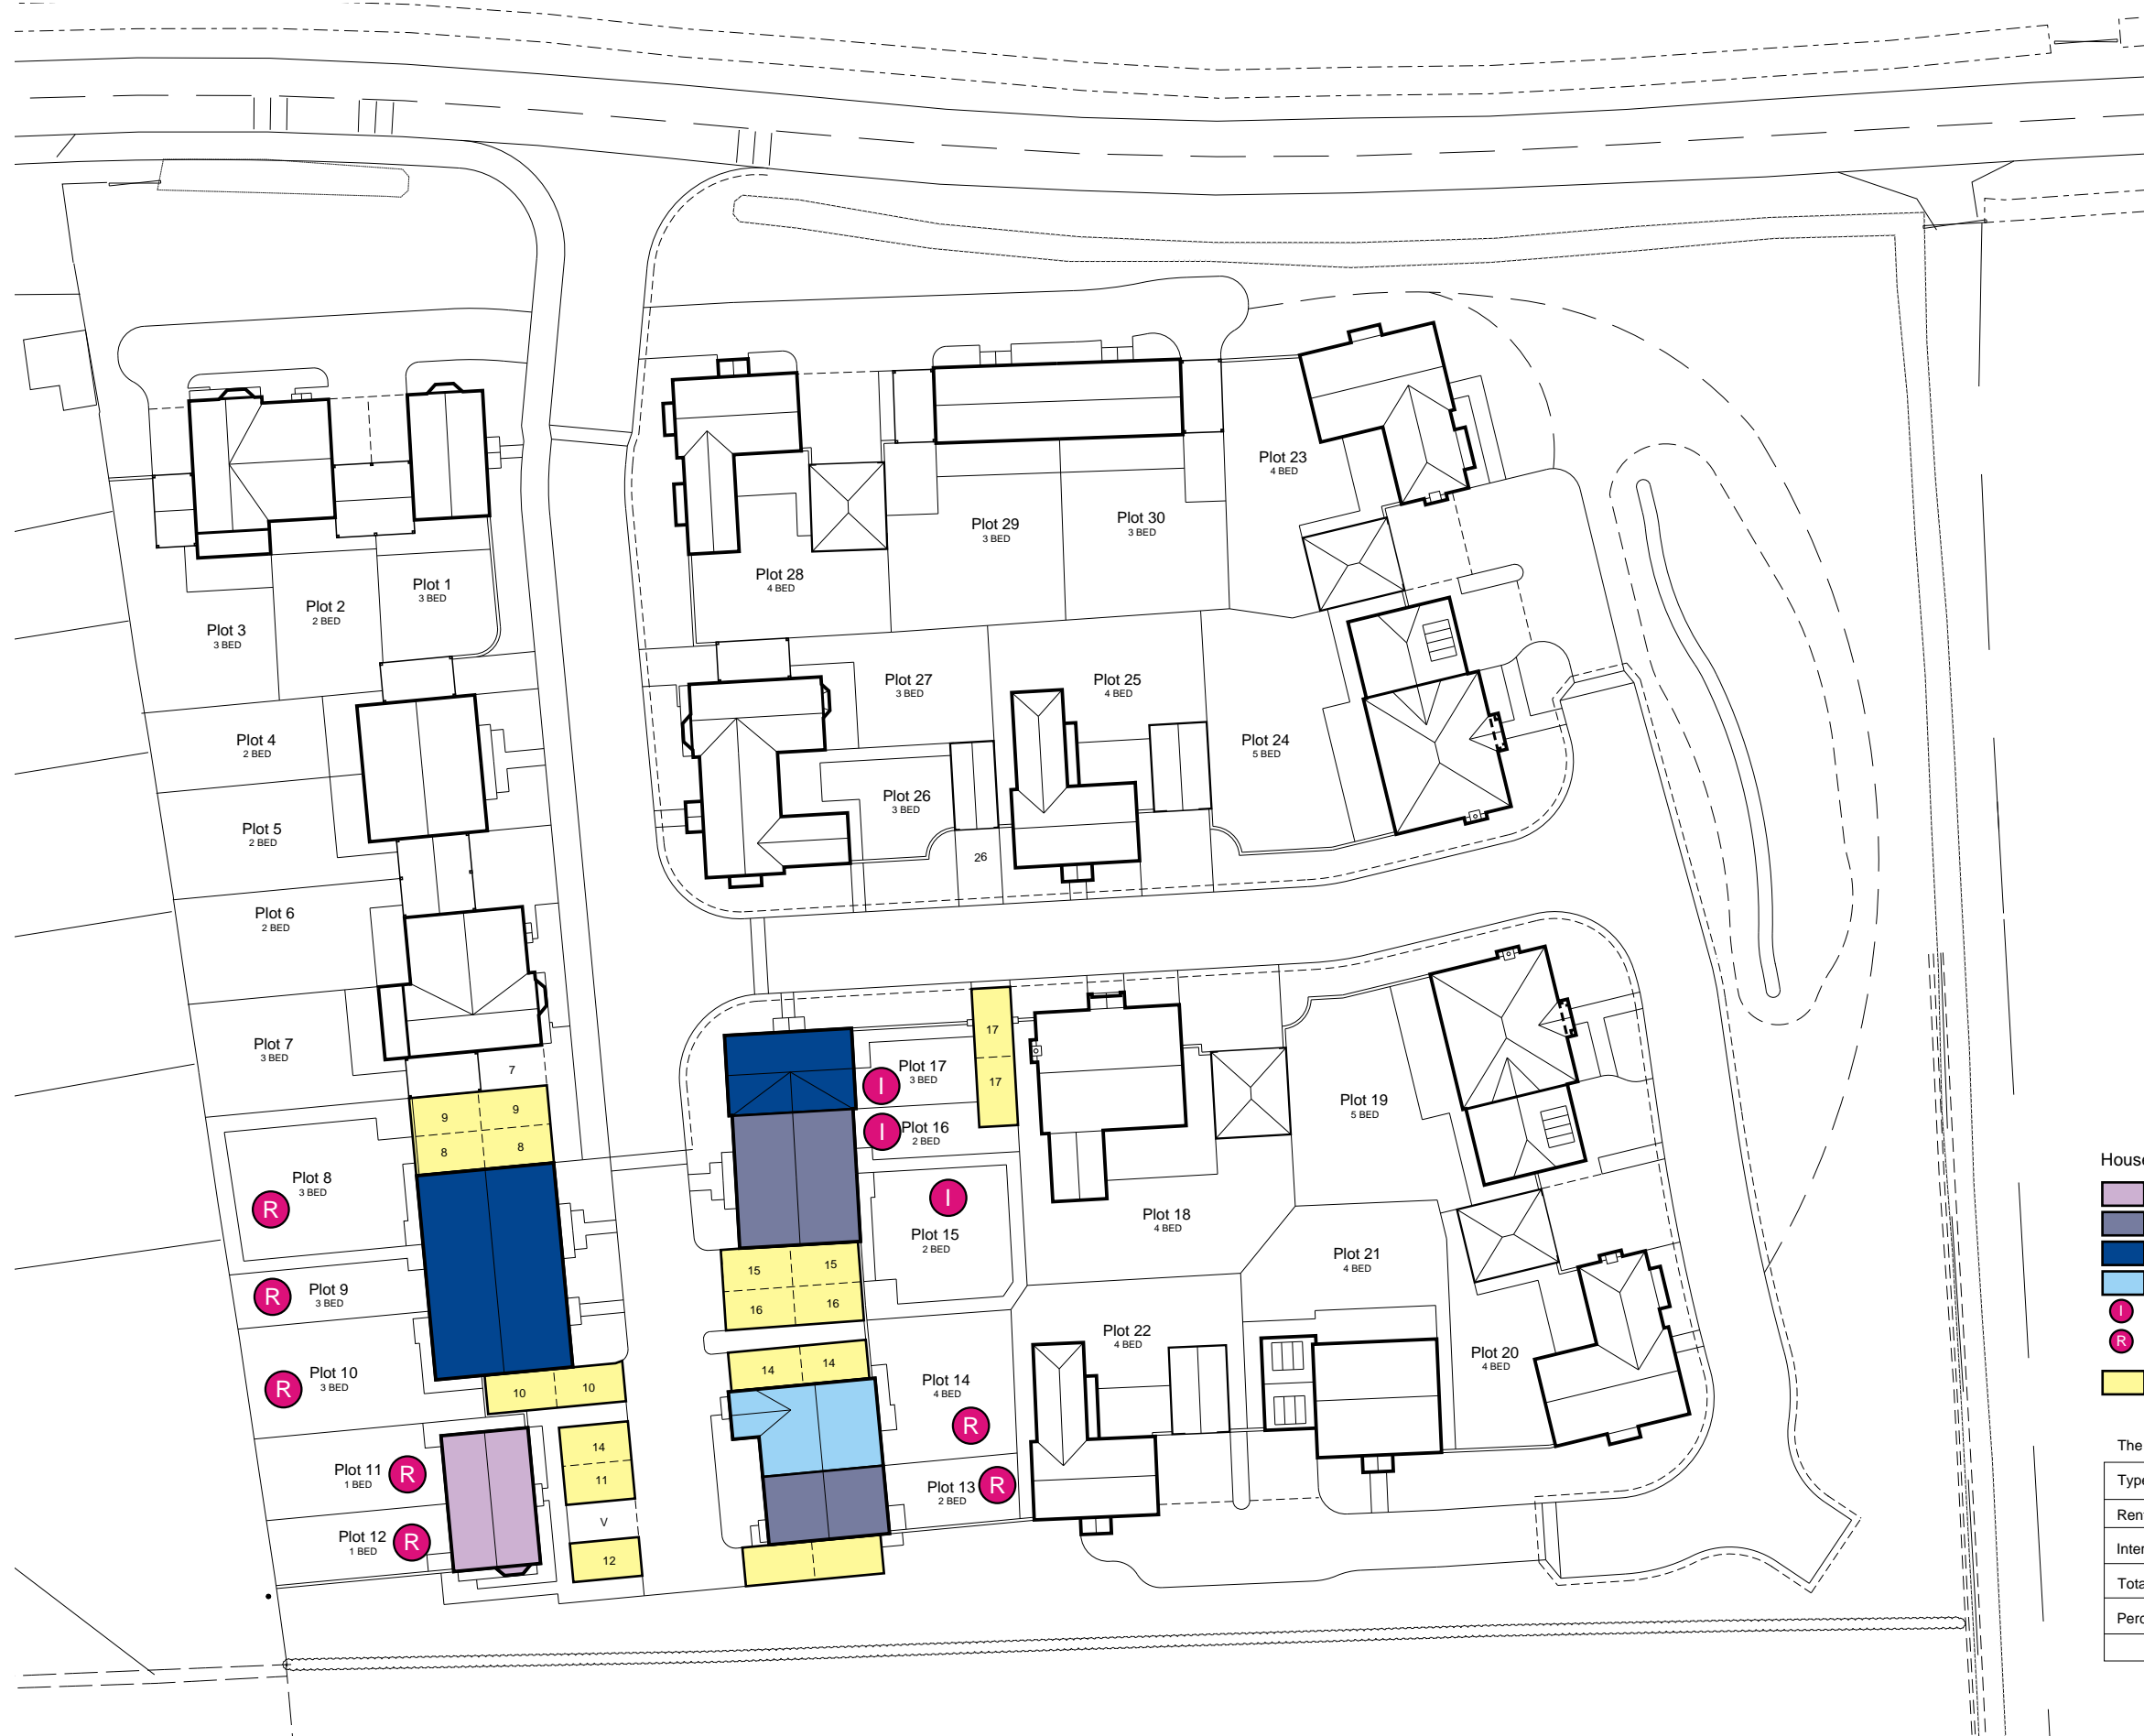 Plot 23
4 BED
Plot 29
3 BED
Plot 30
3 BED
Plot 28
4 BED
Plot 1
3 BED
Plot 2
2 BED
Plot 3
3 BED
Plot 27
3 BED
Plot 25
4 BED
Plot 4
2 BED
Plot 24
5 BED
Plot 26
3 BED
Plot 5
2 BED
26
Plot 6
2 BED
Plot 7
3 BED
7
17
17
Plot 17
3 BED
I
Plot 16
2 BED
I
Plot 19
5 BED
9
9
8
8
Plot 8
3 BED
R
I
Plot 15
2 BED
Plot 18
4 BED
Plot 21
4 BED
15
15
16
16
Plot 9
3 BED
R
Plot 22
4 BED
Plot 20
4 BED
Plot 10
3 BED
R
10
10
14
14
Plot 14
4 BED
R
14
11
Plot 11
1 BED
R
Plot 13
2 BED
R
V
Plot 12
1 BED
R
12
House
I
R
The
Type
Ren
Inter
Tota
Perc